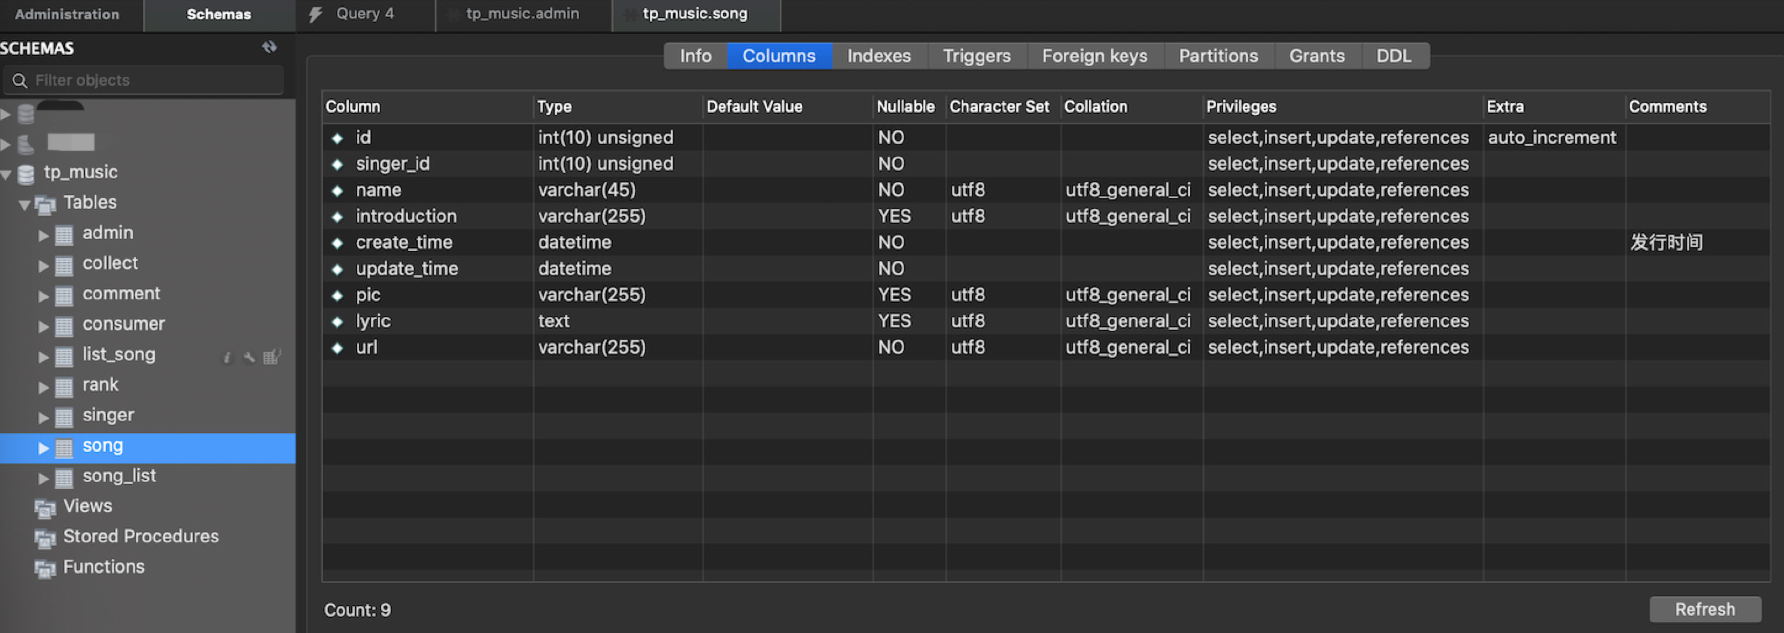 Administration Schemas Query 4 tp_music.admin tp_music.song
SCHEMAS
Filter objects
tp_music
Tables
admin
collect
comment
consumer
list_song
rank
singer
song
song_list
Views
Stored Procedures
Functions
Info Columns Indexes Triggers Foreign keys Partitions Grants DDL
Column Type Default Value Nullable Character Set Collation Privileges Extra Comments
id int(10) unsigned NO select,insert,update,references auto_increment
singer_id int(10) unsigned NO select,insert,update,references
name varchar(45) NO utf8 utf8_general_ci select,insert,update,references
introduction varchar(255) YES utf8 utf8_general_ci select,insert,update,references
create_time datetime NO select,insert,update,references 发行时间
update_time datetime NO select,insert,update,references
pic varchar(255) YES utf8 utf8_general_ci select,insert,update,references
lyric text YES utf8 utf8_general_ci select,insert,update,references
url varchar(255) NO utf8 utf8_general_ci select,insert,update,references
Count: 9
Refresh